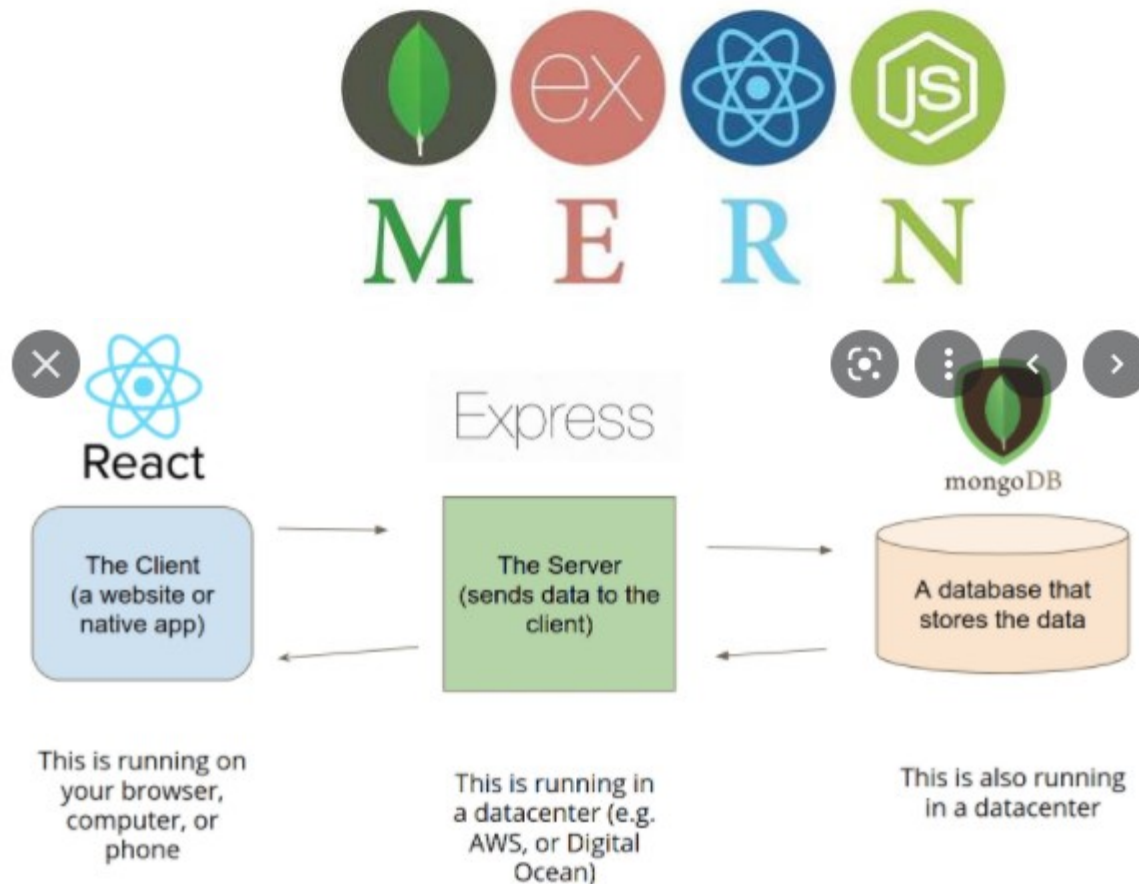 ex
JS
M E R N
React
Express
mongoDB
The Client
(a website or
native app)
The Server
(sends data to the
client)
A database that
stores the data
This is running on
your browser,
computer, or
phone
This is running in
a datacenter (e.g.
AWS, or Digital
Ocean)
This is also running
in a datacenter